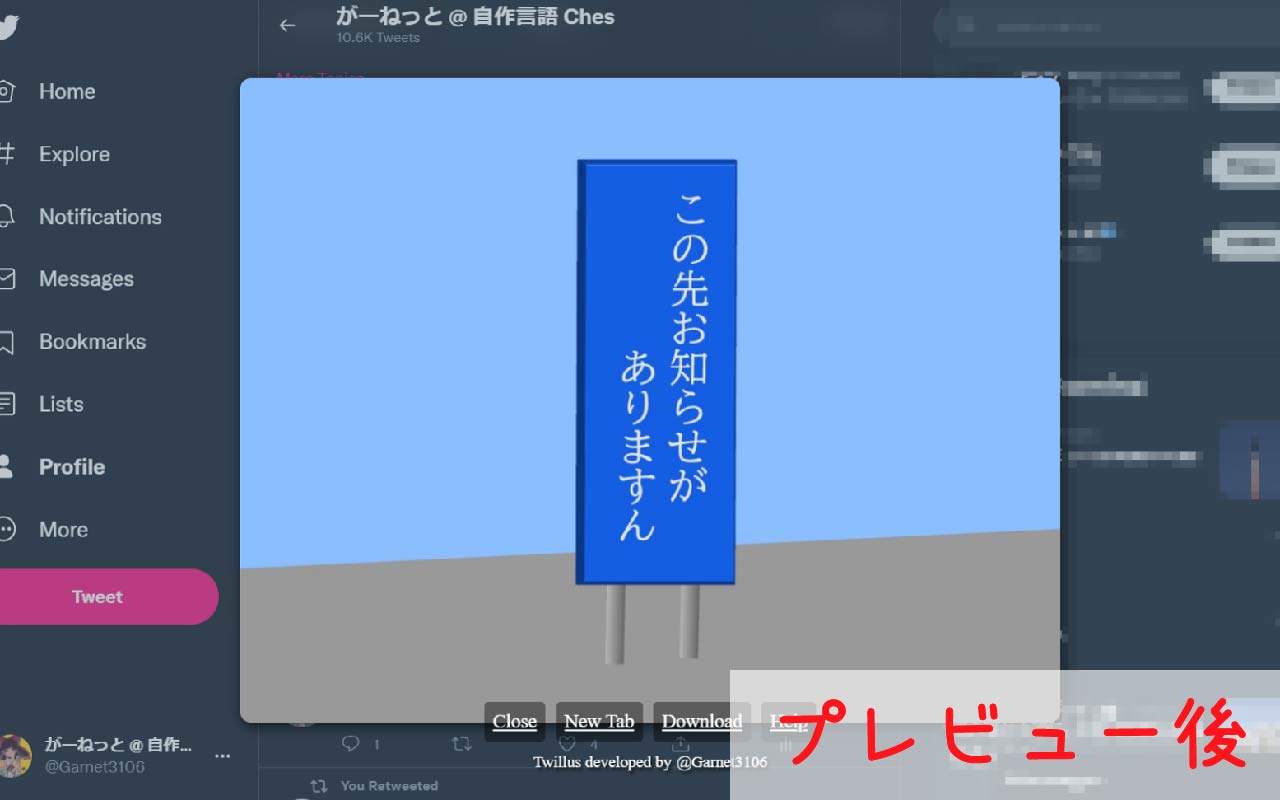 がーねっと @ 自作言語 Ches
10.6K Tweets
Home
Explore
Notifications
Messages
Bookmarks
Lists
Profile
More
Tweet
がーねっと @ 自作...
@Garnet3106
この先お知らせが
ありますん
Close
New Tab
Download
Help
1
4
Twillus developed by @Garnet3106
You Retweeted
プレビュー後